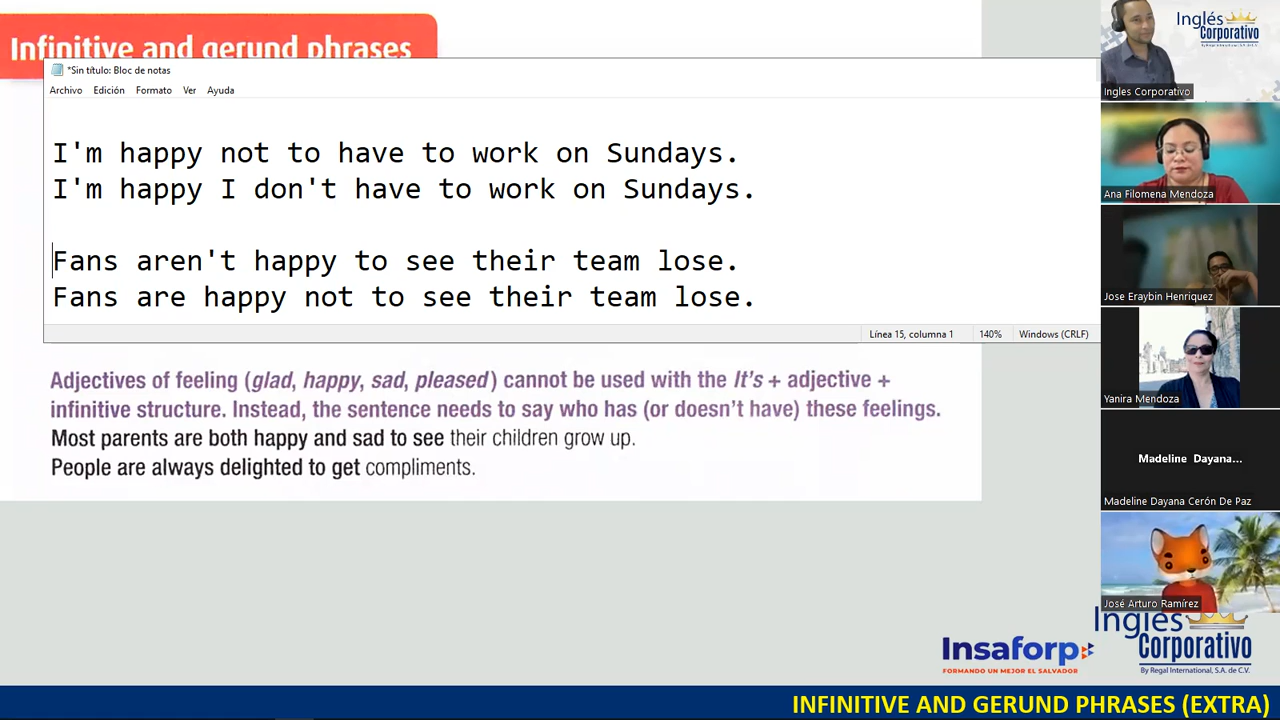 Infinitive and gerund phrases
*Sin título: Bloc de notas
Archivo Edición Formato Ver Ayuda
I'm happy not to have to work on Sundays.
I'm happy I don't have to work on Sundays.
Fans aren't happy to see their team lose.
Fans are happy not to see their team lose.
Línea 15, columna 1 140% Windows (CRLF)
Adjectives of feeling (glad, happy, sad, pleased) cannot be used with the It's + adjective +
infinitive structure. Instead, the sentence needs to say who has (or doesn't have) these feelings.
Most parents are both happy and sad to see their children grow up.
People are always delighted to get compliments.
Inglés
Corporativo
By Regal International, S.A. de C.V.
Ingles Corporativo
Ana Filomena Mendoza
Jose Eraybin Henriquez
Yanira Mendoza
Madeline Dayana...
Madeline Dayana Cerón De Paz
José Arturo Ramírez
Insaforp
FORMANDO UN MEJOR EL SALVADOR
Inglés
Corporativo
By Regal International, S.A. de C.V.
INFINITIVE AND GERUND PHRASES (EXTRA)